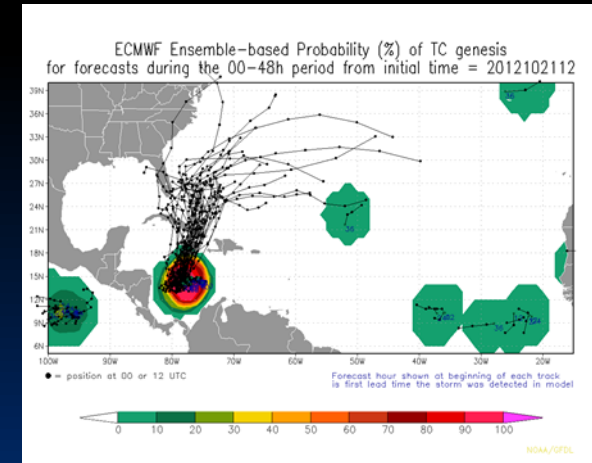 ECMWF Ensemble-based Probability (%) of TC genesis
for forecasts during the 00-48h period from initial time = 2012102112
39N
36N
33N
30N
27N
24N
21N
18N
15N
12N
9N
6N
36
36
36
100W 90W 80W 70W 60W 50W 40W 30W 20W
● = position at 00 or 12 UTC
Forecast hour shown at beginning of each track
is first lead time the storm was detected in model
0 10 20 30 40 50 60 70 80 90 100
NOAA/GFDL